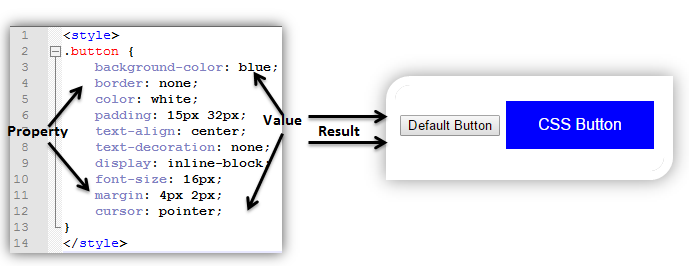 1 <style>
2 .button {
3 background-color: blue;
4 border: none;
5 color: white;
6 padding: 15px 32px;
7 text-align: center;
8 text-decoration: none;
9 display: inline-block;
10 font-size: 16px;
11 margin: 4px 2px;
12 cursor: pointer;
13 }
14 </style>
Property
Value
Result
Default Button
CSS Button